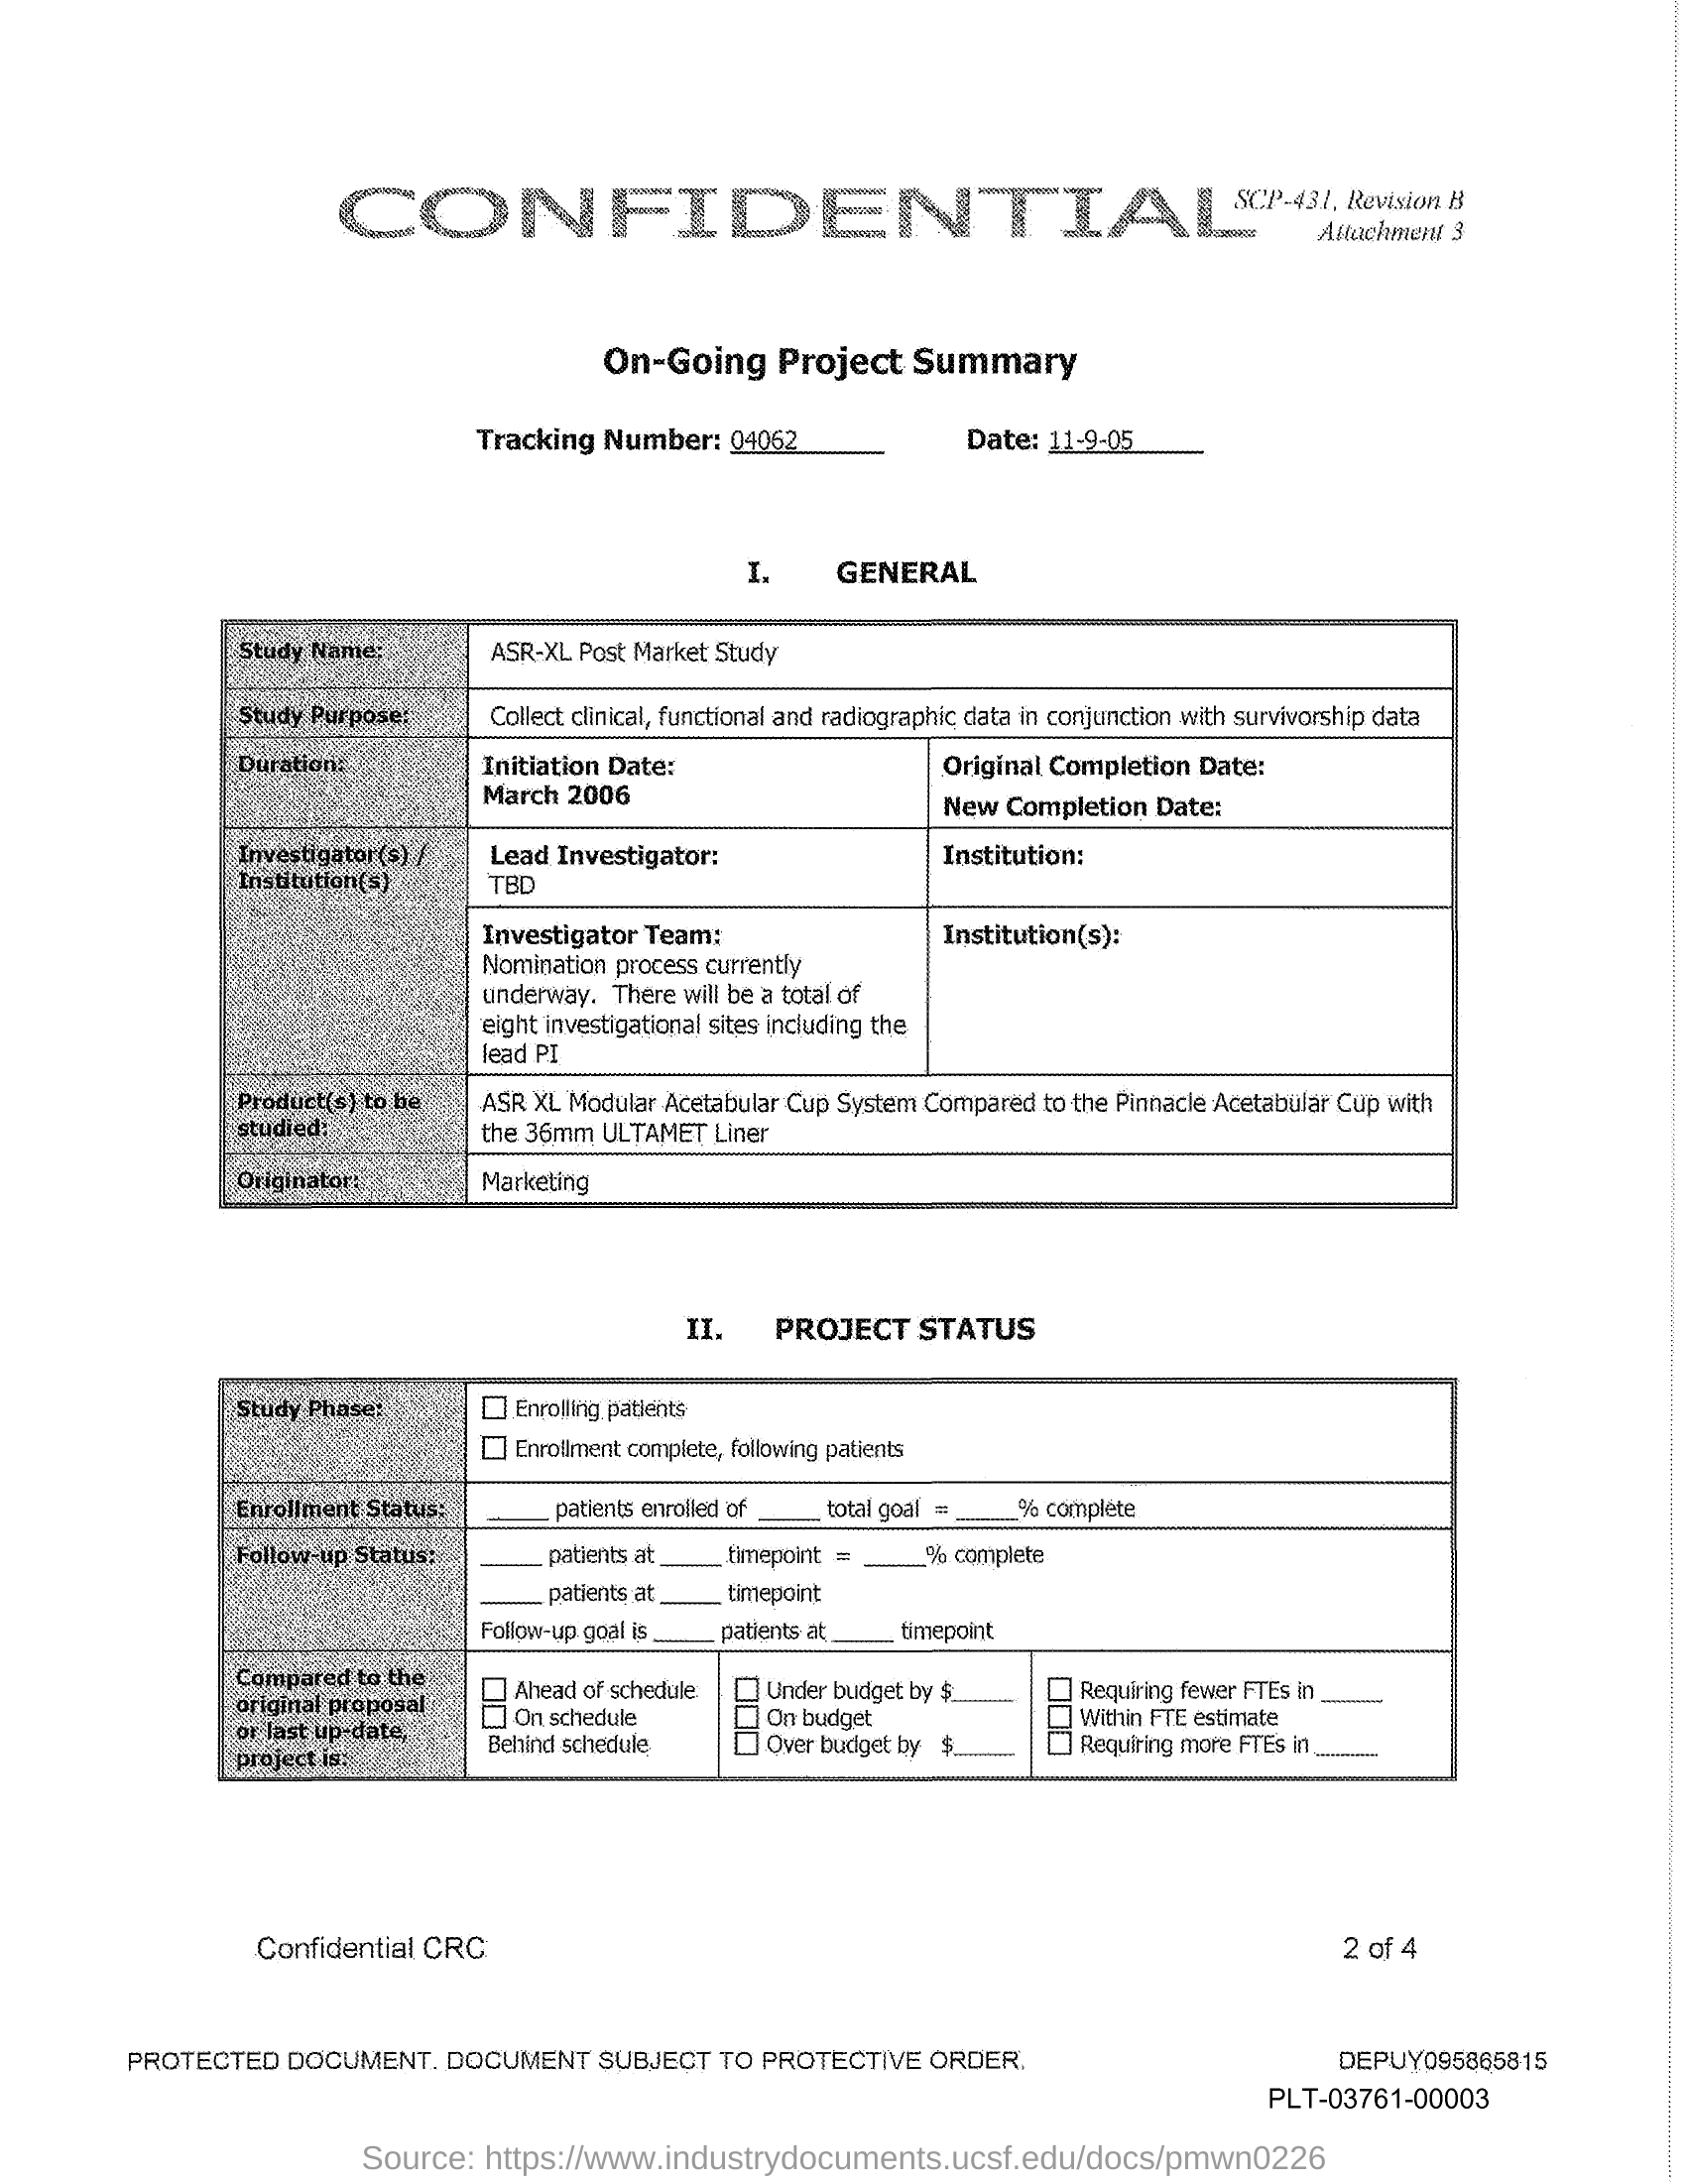 CONFIDENTIAL
SCP-431, Revision B
Attachment 3
On-Going Project Summary
Tracking Number: 04062 Date: 11-9-05
I. GENERAL
Study Name: ASR-XL Post Market Study
Study Purpose: Collect clinical, functional and radiographic data in conjunction with survivorship data
Duration:
Initiation Date:
March 2006
Original Completion Date:
New Completion Date:
Investigator(s) /
Institution(s)
Lead Investigator:
TBD
Institution:
Investigator Team:
Nomination process currently
underway. There will be a total of
eight investigational sites including the
lead PI
Institution(s):
Product(s) to be
studied:
ASR XL Modular Acetabular Cup System Compared to the Pinnacle Acetabular Cup with
the 36mm ULTAMET Liner
Originator: Marketing
II. PROJECT STATUS
Study Phase:
☐ Enrolling patients
☐ Enrollment complete, following patients
Enrollment Status: _____ patients enrolled of _____ total goal = _____% complete
Follow-up Status:
_____ patients at _____ timepoint = _____% complete
_____ patients at _____ timepoint
Follow-up goal is _____ patients at _____ timepoint
Compared to the
original proposal
or last up-date,
project is:
☐ Ahead of schedule
☐ On schedule
Behind schedule
☐ Under budget by $_____
☐ On budget
☐ Over budget by $_____
☐ Requiring fewer FTEs in _____
☐ Within FTE estimate
☐ Requiring more FTEs in _____
Confidential CRC
2 of 4
PROTECTED DOCUMENT. DOCUMENT SUBJECT TO PROTECTIVE ORDER.
DEPUY095865815
PLT-03761-00003
Source: https://www.industrydocuments.ucsf.edu/docs/pmwn0226